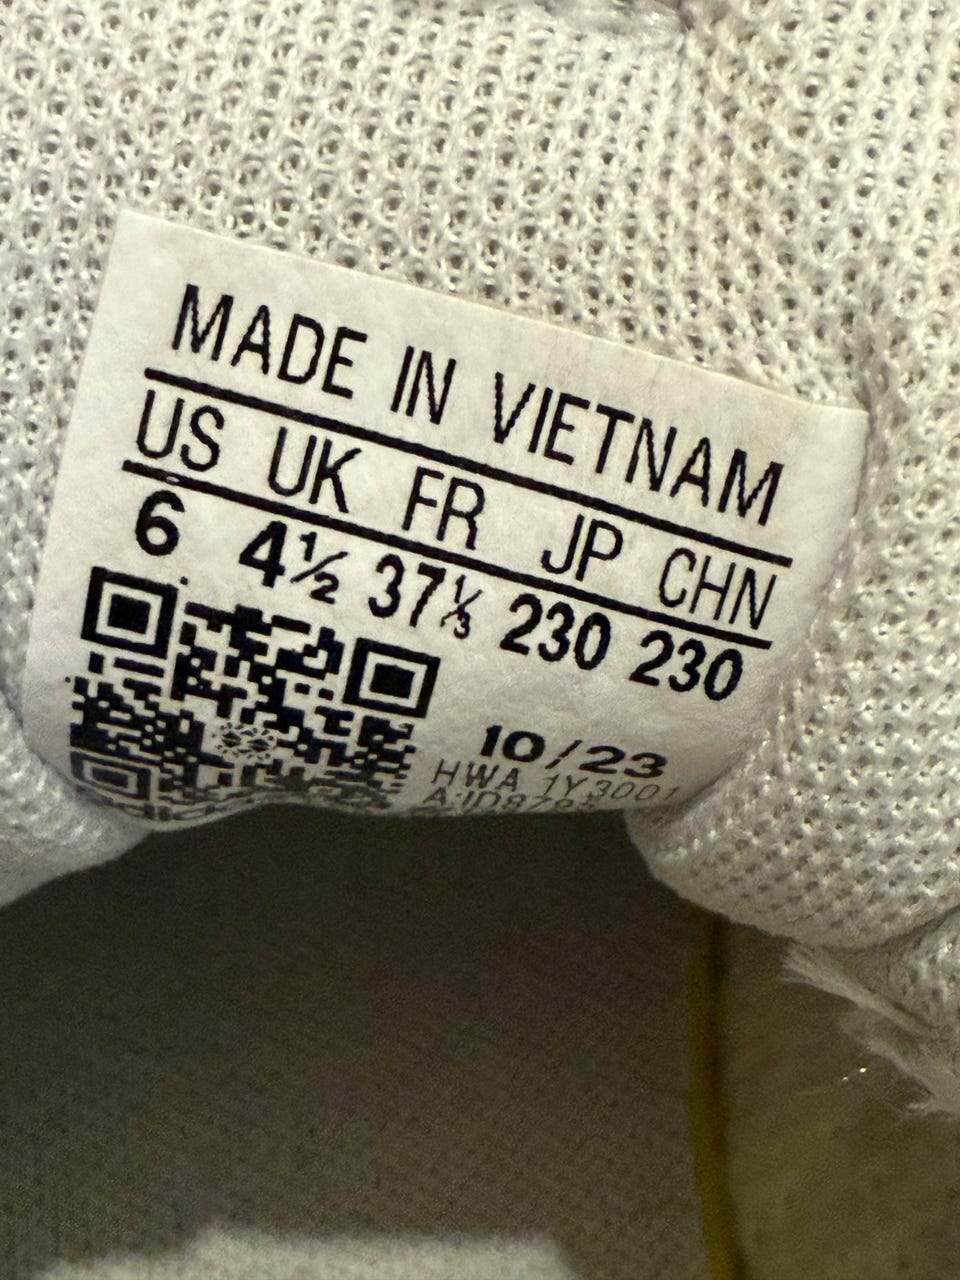 MADE IN VIETNAM
US UK FR JP CHN
6 4½ 37⅓ 230 230
10/23
HWA 1Y3001